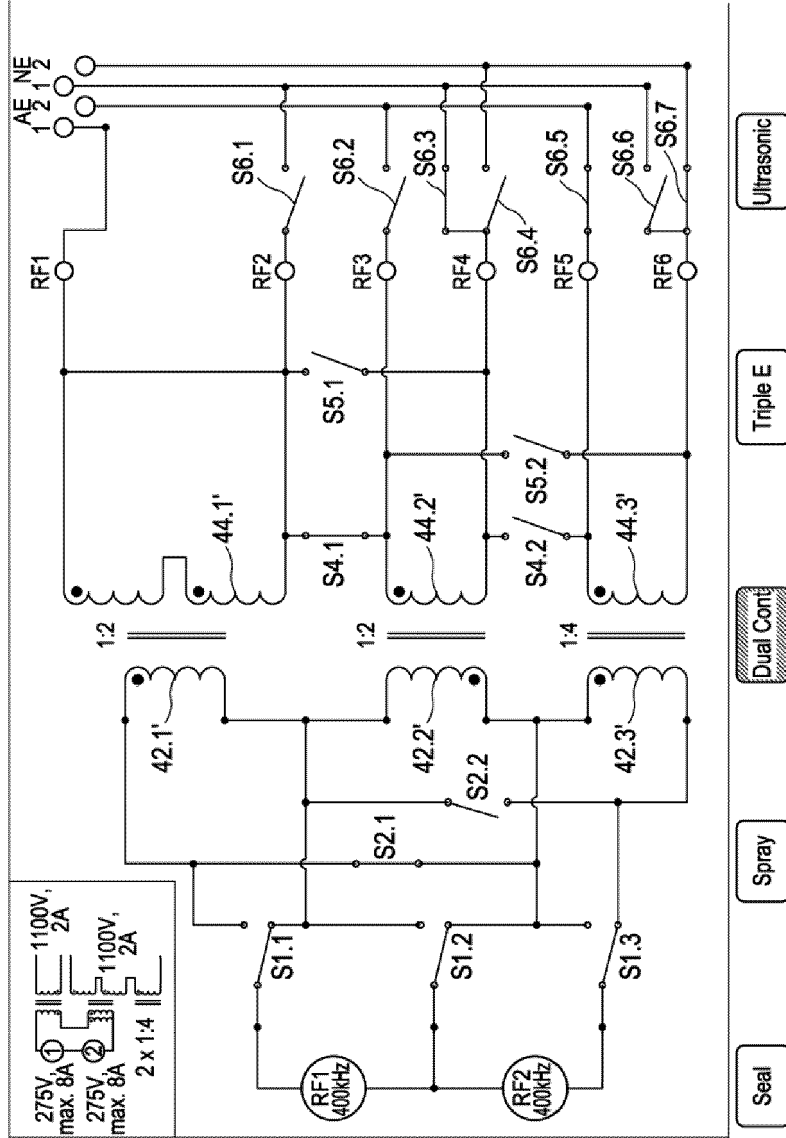 275V,
max. 8A
275V,
max. 8A
1
2
1100V,
2A
1100V,
2A
2 x 1:4
AE
1
2
NE
1
2
RF1
400kHz
RF2
400kHz
S1.1
S1.2
S1.3
S2.1
S2.2
42.1'
42.2'
42.3'
1:2
1:2
1:4
44.1'
44.2'
44.3'
S4.1
S4.2
S5.1
S5.2
RF1
RF2
RF3
RF4
RF5
RF6
S6.1
S6.2
S6.3
S6.4
S6.5
S6.6
S6.7
Seal
Spray
Dual Cont
Triple E
Ultrasonic